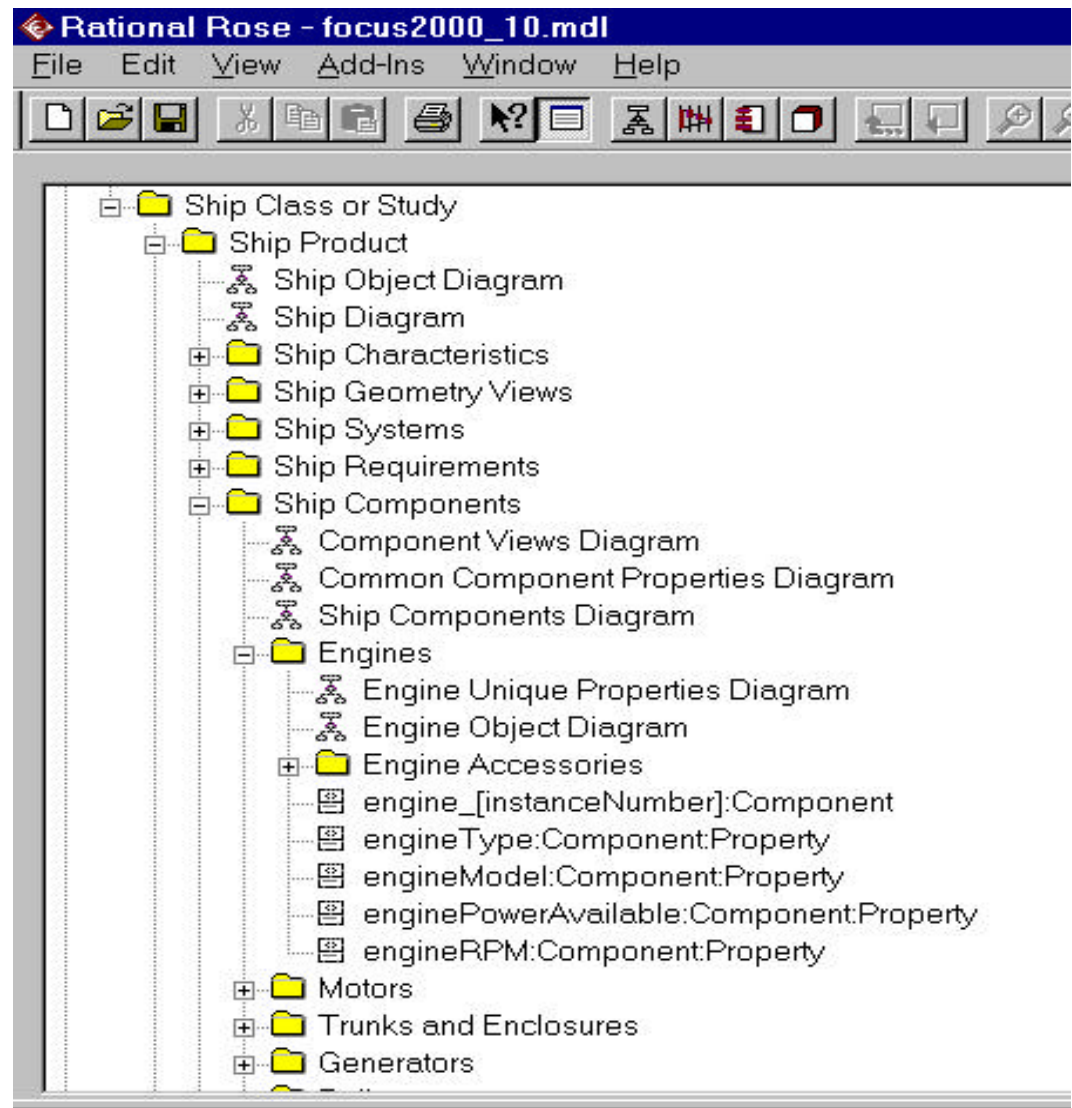 Rational Rose - focus2000_10.mdl
File Edit View Add-Ins Window Help
Ship Class or Study
Ship Product
Ship Object Diagram
Ship Diagram
Ship Characteristics
Ship Geometry Views
Ship Systems
Ship Requirements
Ship Components
Component Views Diagram
Common Component Properties Diagram
Ship Components Diagram
Engines
Engine Unique Properties Diagram
Engine Object Diagram
Engine Accessories
engine_[instanceNumber]:Component
engineType:Component:Property
engineModel:Component:Property
enginePowerAvailable:Component:Property
engineRPM:Component:Property
Motors
Trunks and Enclosures
Generators